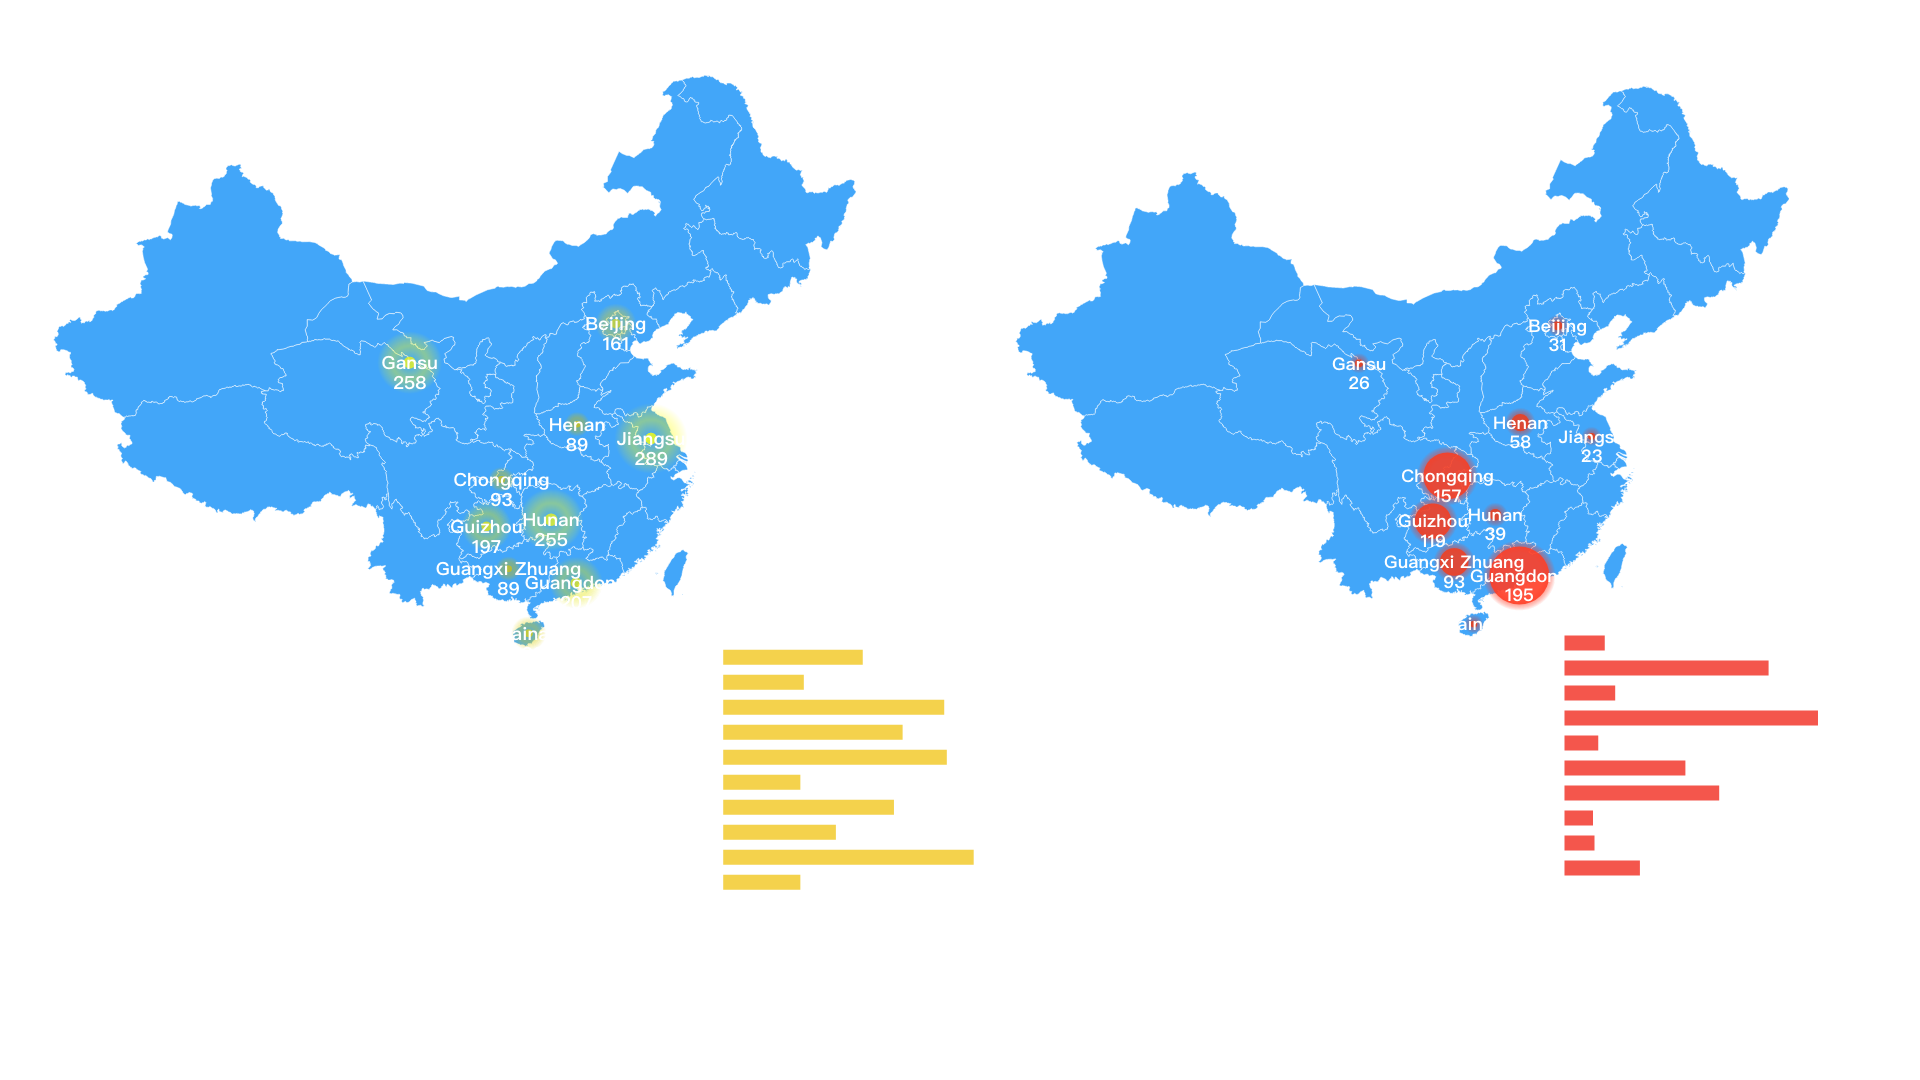 Beijing
161
Gansu
258
Henan
89
Jiangsu
289
Chongqing
93
Hunan
255
Guizhou
197
Guangxi Zhuang
89
Guangdon
207
aine
Beijing
31
Gansu
26
Henan
58
Jiangs
23
Chongqing
157
Hunan
39
Guizhou
119
Guangxi Zhuang
93
Guangdon
195
ain